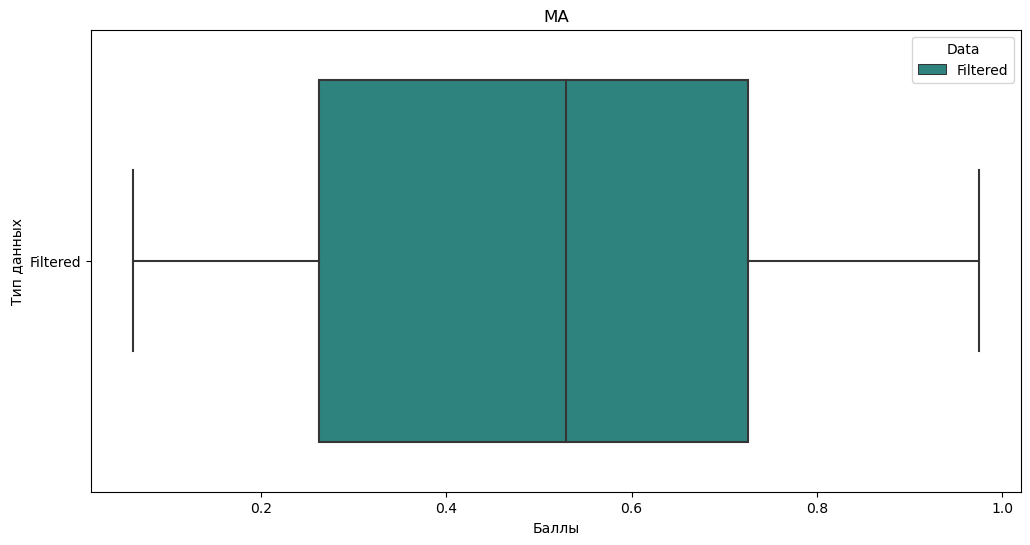 MA
Data
Filtered
Тип данных
Filtered
0.2
0.4
0.6
0.8
1.0
Баллы